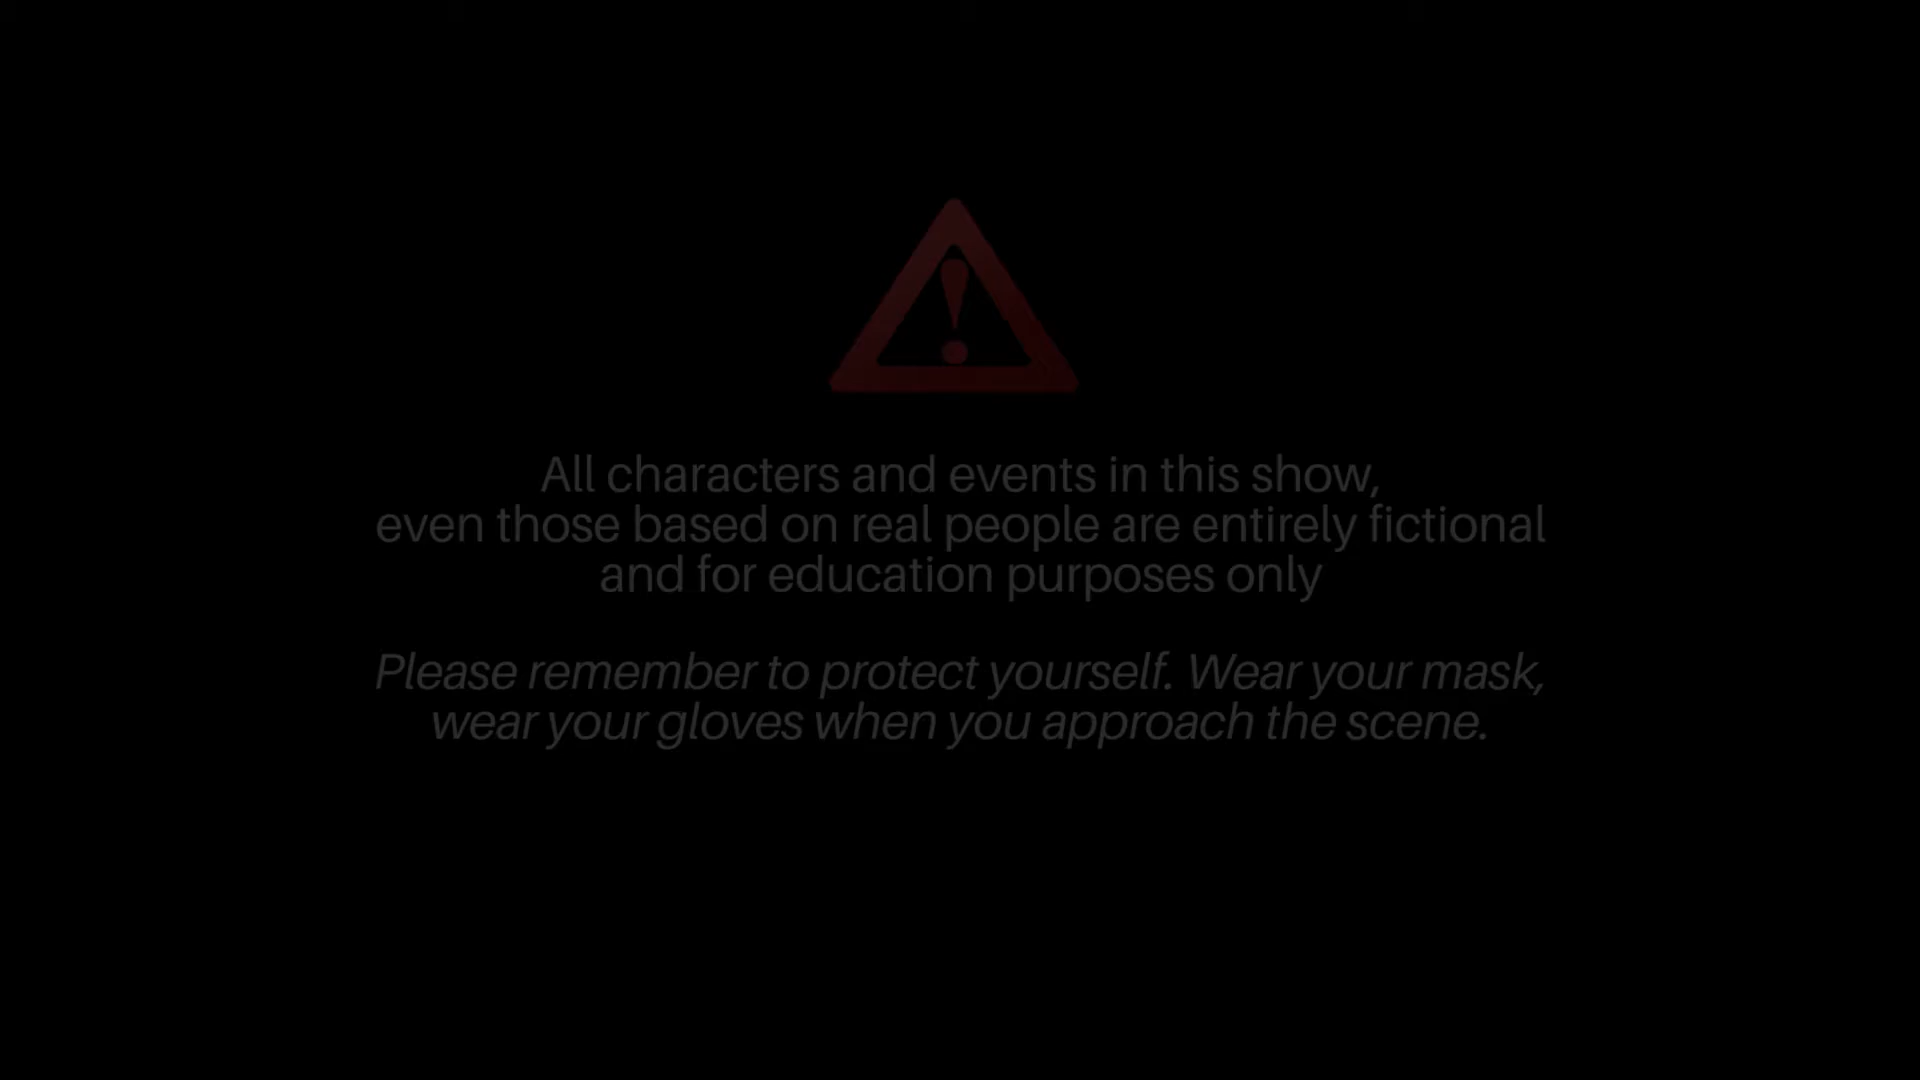 All characters and events in this show,
even those based on real people are entirely fictional
and for education purposes only
Please remember to protect yourself. Wear your mask,
wear your gloves when you approach the scene.